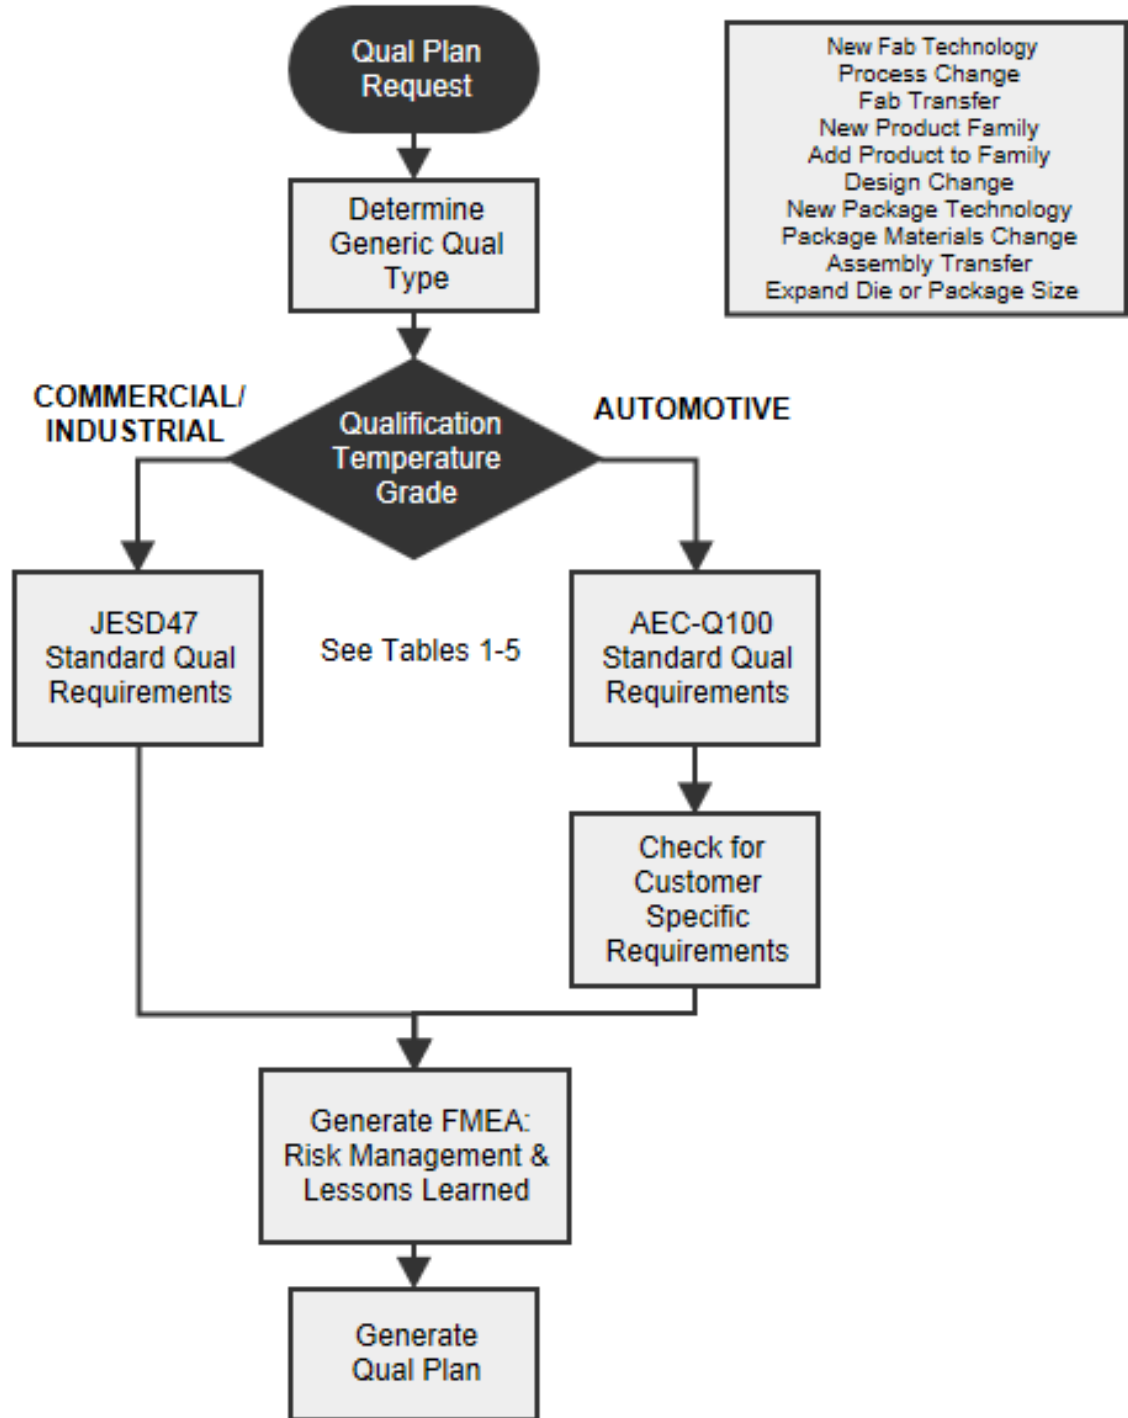 Qual Plan
Request
New Fab Technology
Process Change
Fab Transfer
New Product Family
Add Product to Family
Design Change
New Package Technology
Package Materials Change
Assembly Transfer
Expand Die or Package Size
Determine
Generic Qual
Type
COMMERCIAL/
INDUSTRIAL
Qualification
Temperature
Grade
AUTOMOTIVE
JESD47
Standard Qual
Requirements
See Tables 1-5
AEC-Q100
Standard Qual
Requirements
Check for
Customer
Specific
Requirements
Generate FMEA:
Risk Management &
Lessons Learned
Generate
Qual Plan